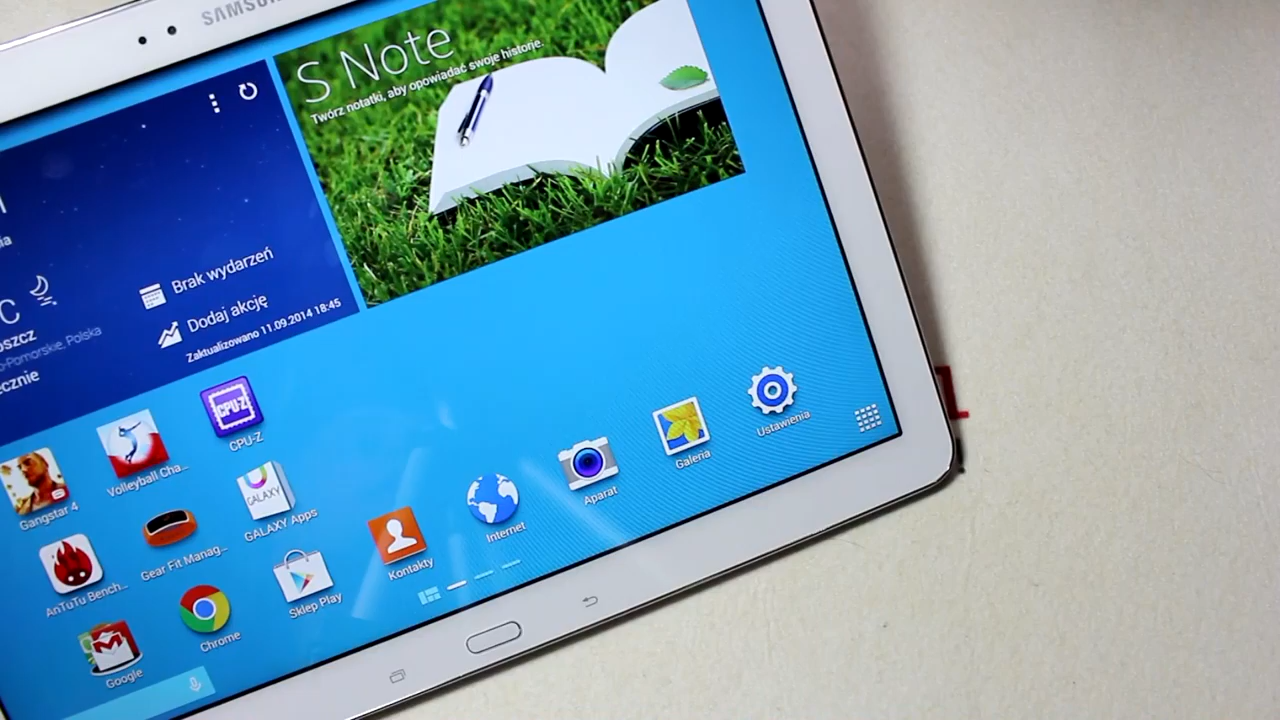 SAMSUNG
S Note
Twórz notatki, aby opowiadać swoje historie.
Brak wydarzeń
Dodaj akcję
Zaktualizowano 11.09.2014 18:45
C
-Pomorskie, Polska
CPU-Z
CPU-Z
Volleyball Cha...
Gangstar 4
GALAXY
GALAXY Apps
Gear Fit Manag...
AnTuTu Bench...
Sklep Play
Chrome
Google
Kontakty
Internet
Aparat
Galeria
Ustawienia